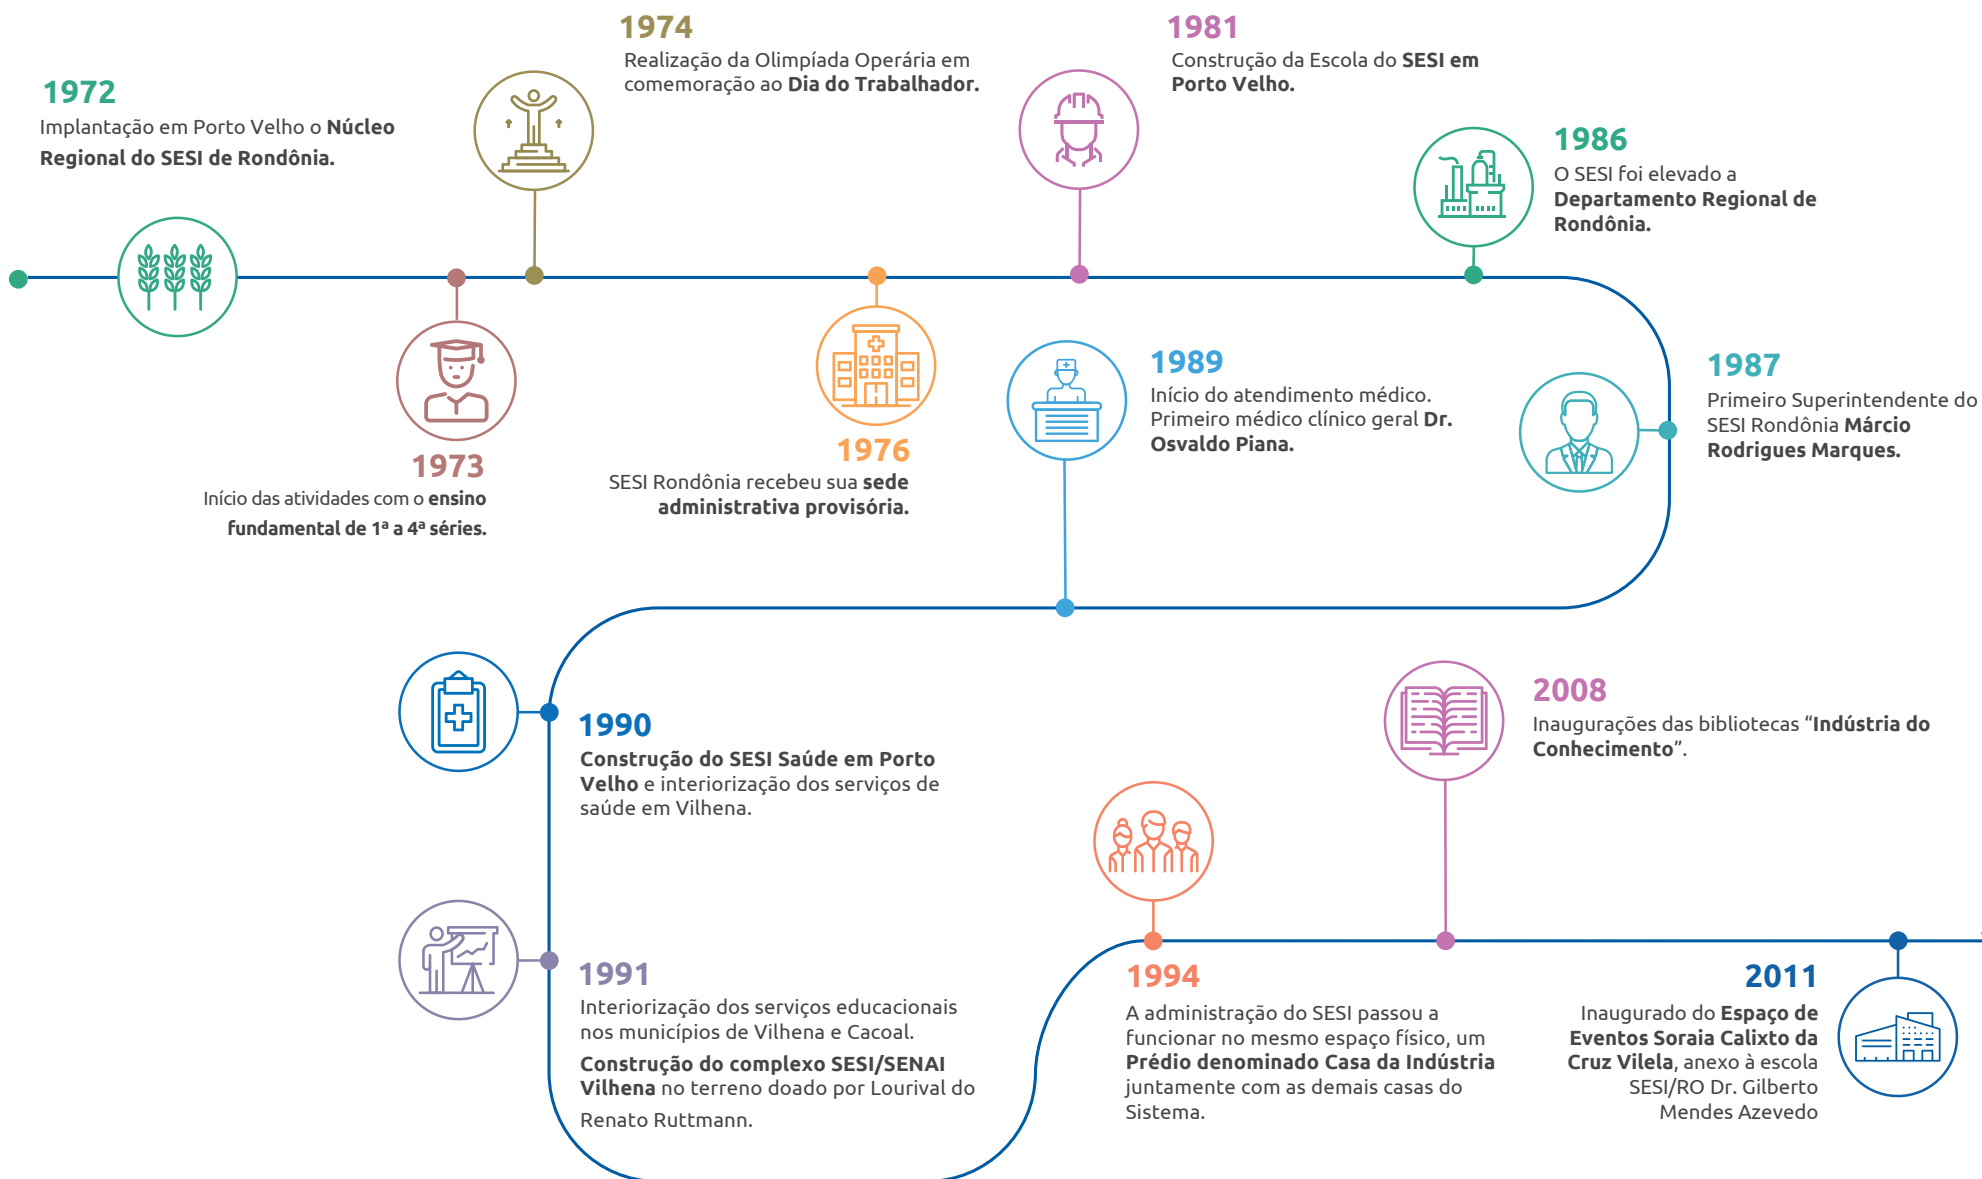 1972
Implantação em Porto Velho o Núcleo
Regional do SESI de Rondônia.
1973
Início das atividades com o ensino
fundamental de 1ª a 4ª séries.
1974
Realização da Olimpíada Operária em
comemoração ao Dia do Trabalhador.
1976
SESI Rondônia recebeu sua sede
administrativa provisória.
1981
Construção da Escola do SESI em
Porto Velho.
1986
O SESI foi elevado a
Departamento Regional de
Rondônia.
1987
Primeiro Superintendente do
SESI Rondônia Márcio
Rodrigues Marques.
1989
Início do atendimento médico.
Primeiro médico clínico geral Dr.
Osvaldo Piana.
1990
Construção do SESI Saúde em Porto
Velho e interiorização dos serviços de
saúde em Vilhena.
1991
Interiorização dos serviços educacionais
nos municípios de Vilhena e Cacoal.
Construção do complexo SESI/SENAI
Vilhena no terreno doado por Lourival do
Renato Ruttmann.
1994
A administração do SESI passou a
funcionar no mesmo espaço físico, um
Prédio denominado Casa da Indústria
juntamente com as demais casas do
Sistema.
2008
Inaugurações das bibliotecas “Indústria do
Conhecimento”.
2011
Inaugurado do Espaço de
Eventos Soraia Calixto da
Cruz Vilela, anexo à escola
SESI/RO Dr. Gilberto
Mendes Azevedo